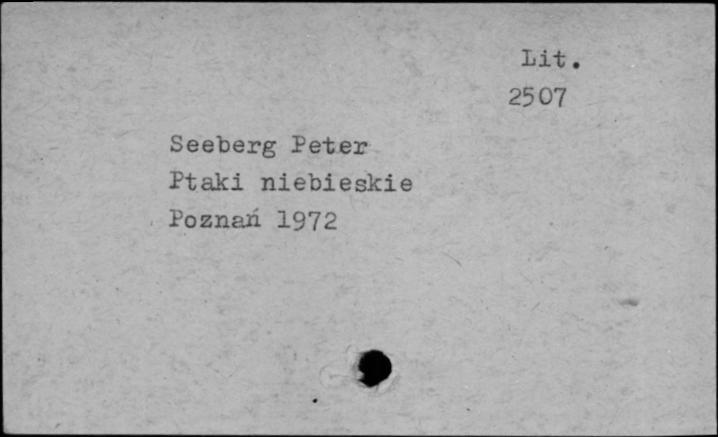 Lit.
2507
Seeberg Peter
Ptaki niebieskie
Poznań 1972